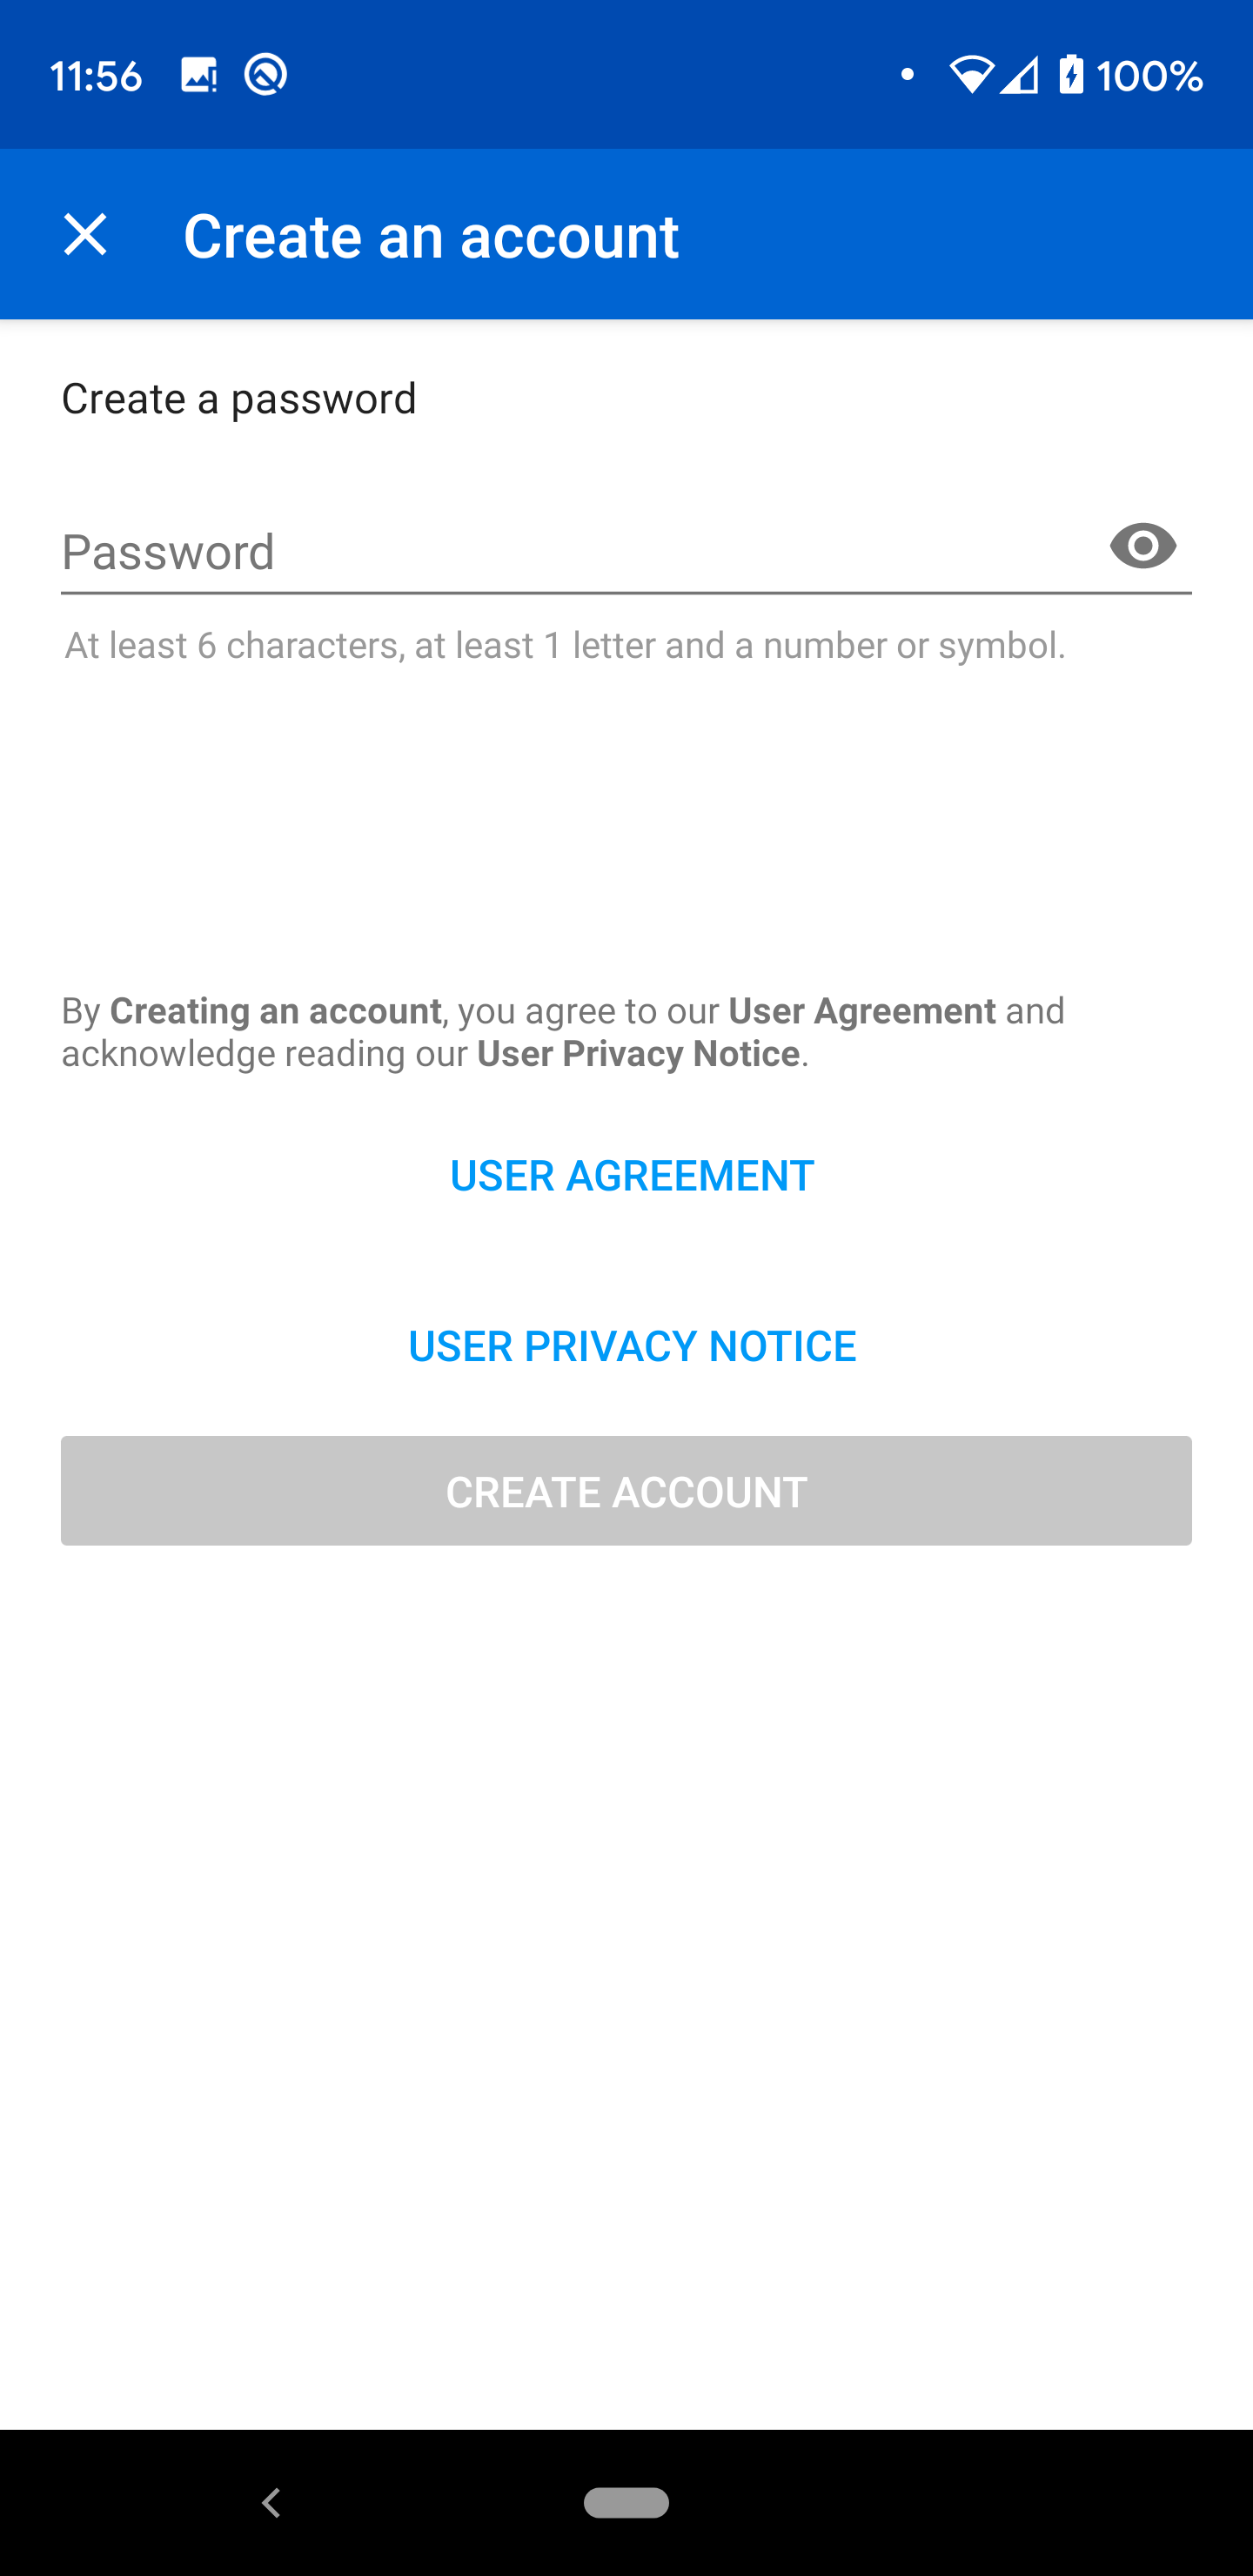 11:56
100%
Create an account
Create a password
Password
At least 6 characters, at least 1 letter and a number or symbol.
By Creating an account, you agree to our User Agreement and
acknowledge reading our User Privacy Notice.
USER AGREEMENT
USER PRIVACY NOTICE
CREATE ACCOUNT